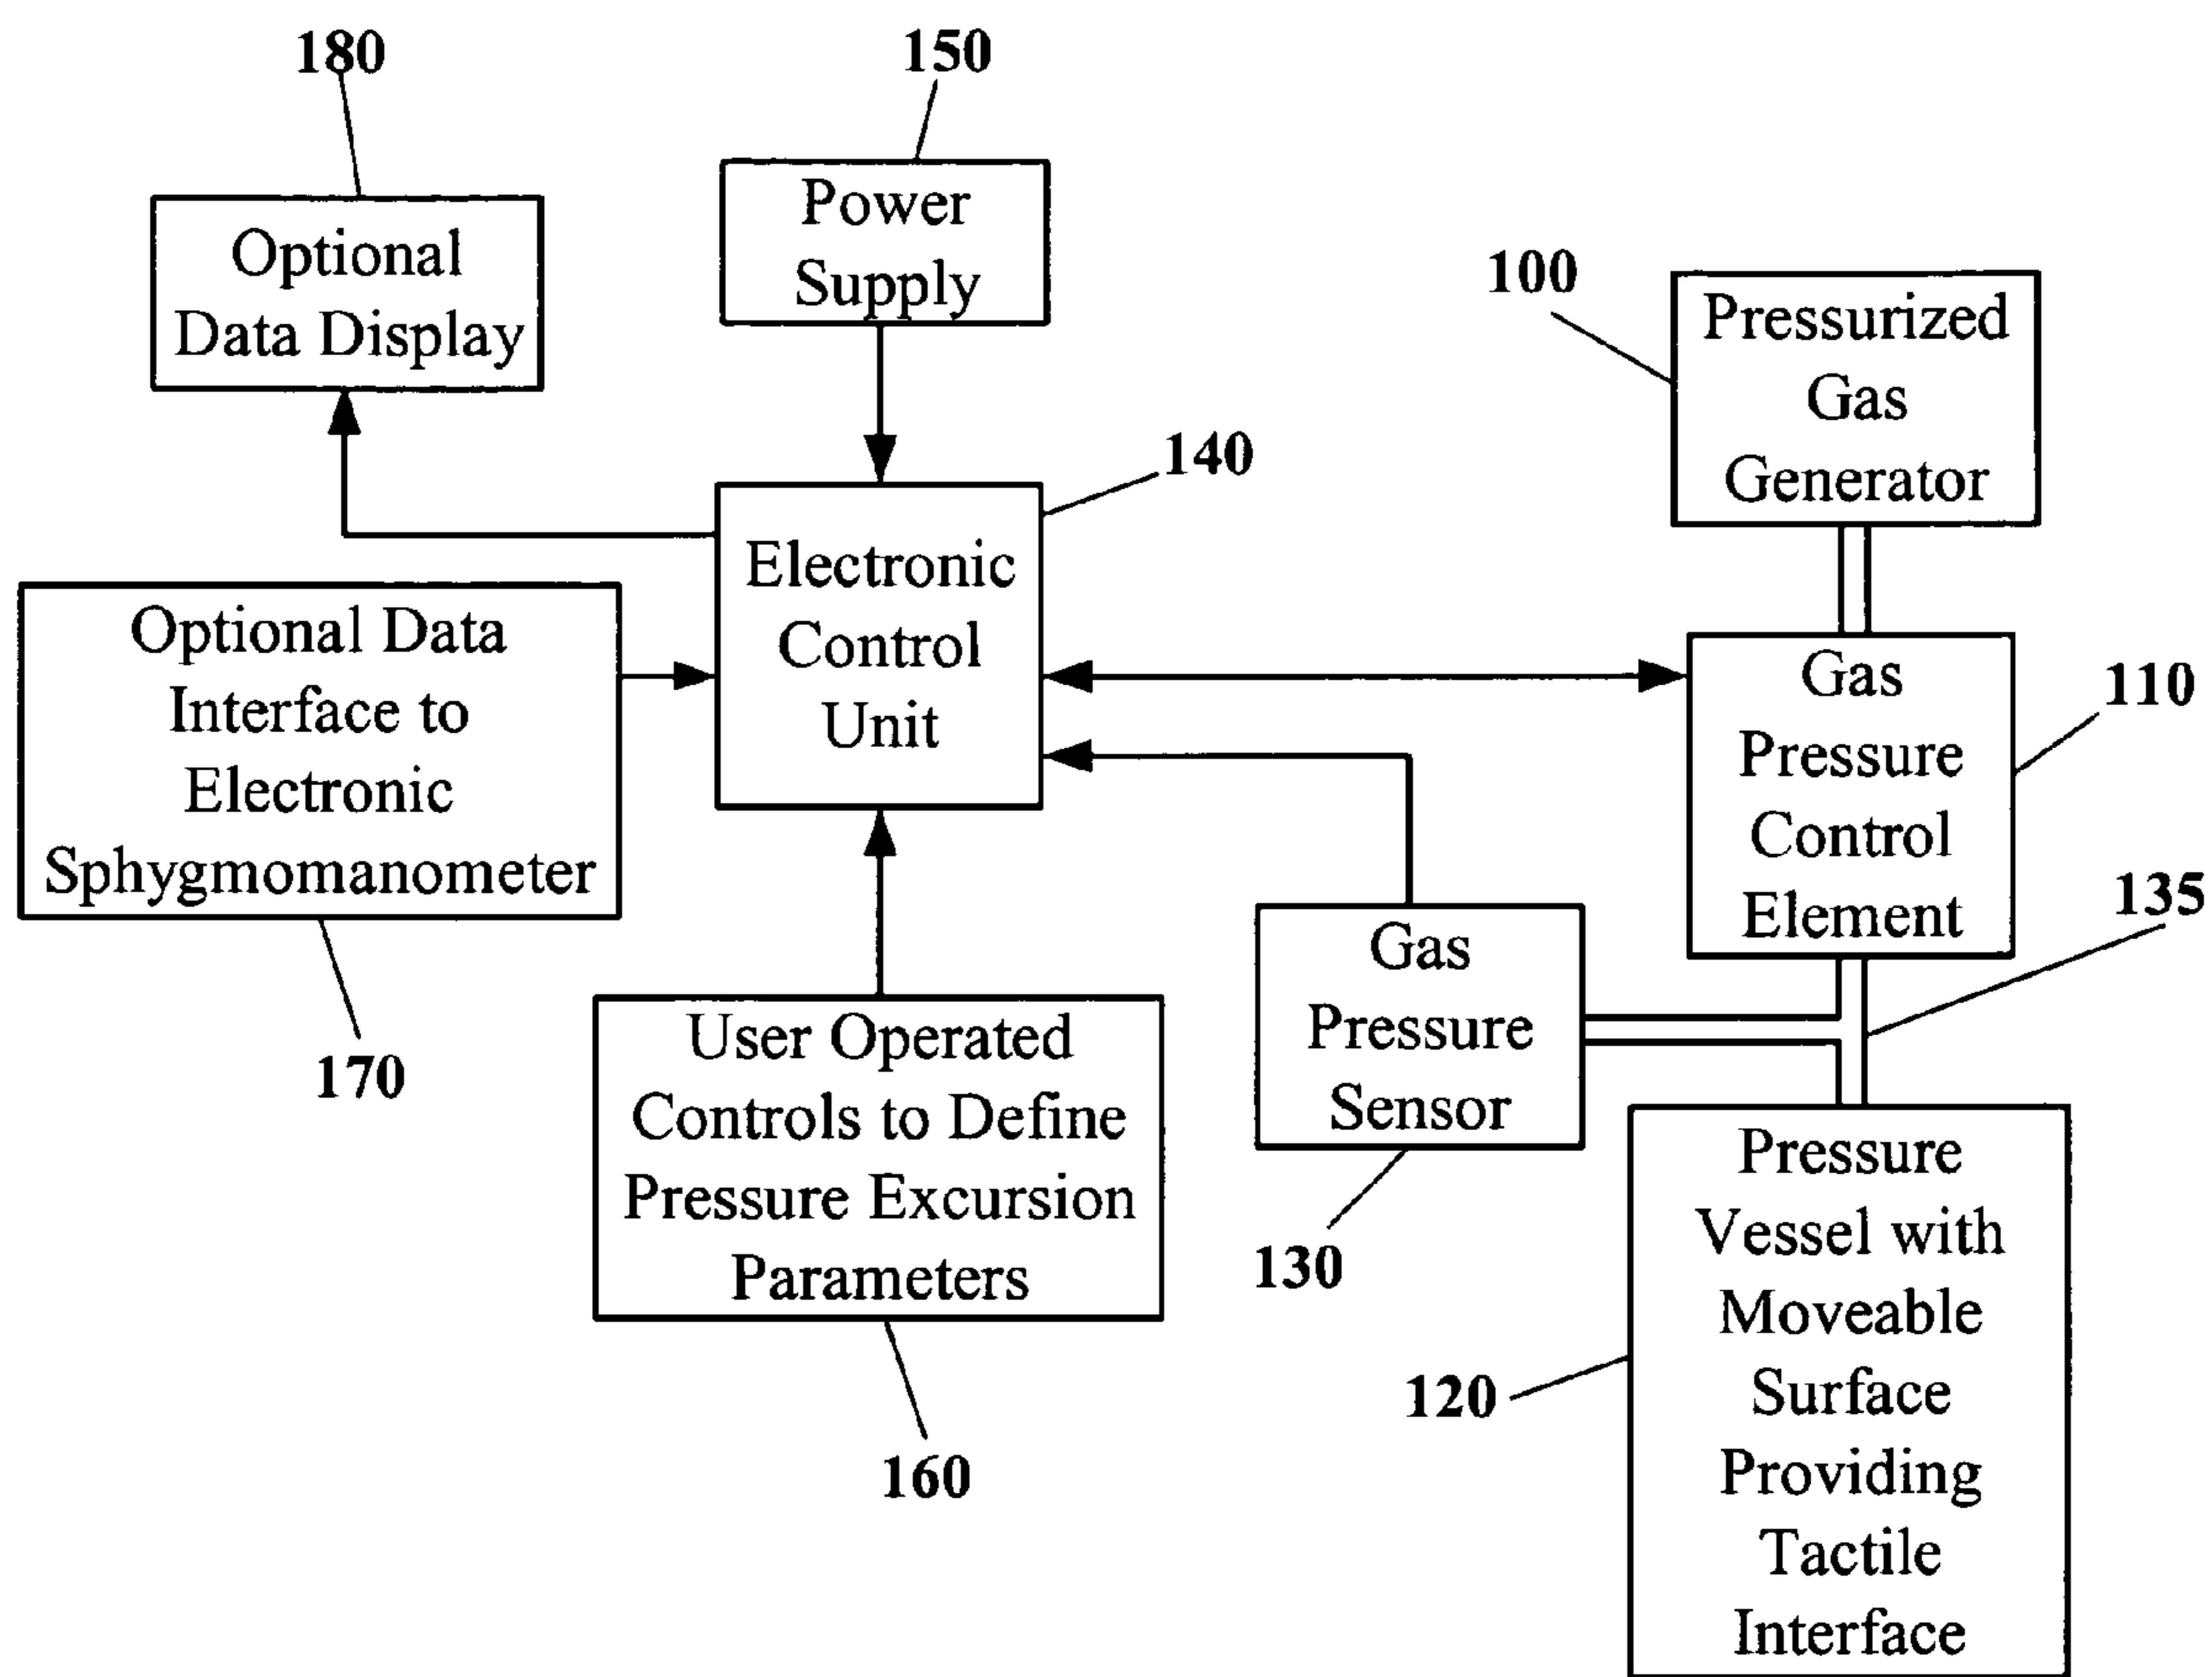 180
150
Optional
Data Display
Power
Supply
100
Pressurized
Gas
Generator
140
Electronic
Control
Unit
Optional Data
Interface to
Electronic
Sphygmomanometer
170
Gas
Pressure
Control
Element
110
135
Gas
Pressure
Sensor
130
User Operated
Controls to Define
Pressure Excursion
Parameters
160
Pressure
Vessel with
Moveable
Surface
Providing
Tactile
Interface
120